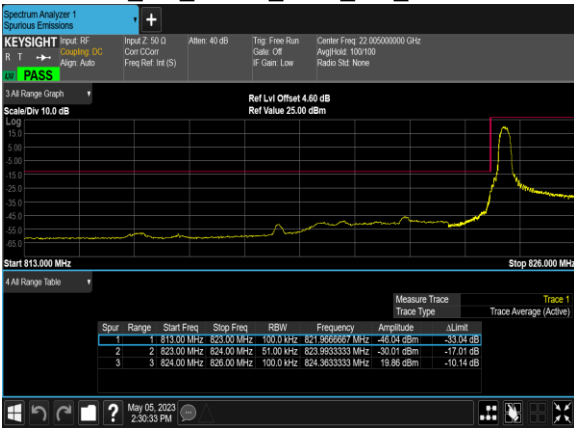 Spectrum Analyzer 1
Spurious Emissions
+
KEYSIGHT Input: RF Input Z: 50 Ω Atten: 40 dB Trig: Free Run Center Freq: 22.005000000 GHz
R T Coupling: DC Corr CCorr Gate: Off Avg|Hold: 100/100
Align: Auto Freq Ref: Int (S) IF Gain: Low Radio Std: None
LXI PASS
3 All Range Graph
Ref Lvl Offset 4.60 dB
Scale/Div 10.0 dB Ref Value 25.00 dBm
Log
15.0
5.00
-15.0
-25.0
-35.0
-45.0
-55.0
-65.0
Start 813.000 MHz Stop 826.000 MHz
4 All Range Table
Measure Trace Trace 1
Trace Type Trace Average (Active)
Spur Range Start Freq Stop Freq RBW Frequency Amplitude ΔLimit
1 1 813.00 MHz 823.00 MHz 100.0 kHz 821.9666667 MHz -46.04 dBm -33.04 dB
2 2 823.00 MHz 824.00 MHz 51.00 kHz 823.9933333 MHz -30.01 dBm -17.01 dB
3 3 824.00 MHz 826.00 MHz 100.0 kHz 824.3633333 MHz 19.86 dBm -10.14 dB
? May 05, 2023
2:30:33 PM